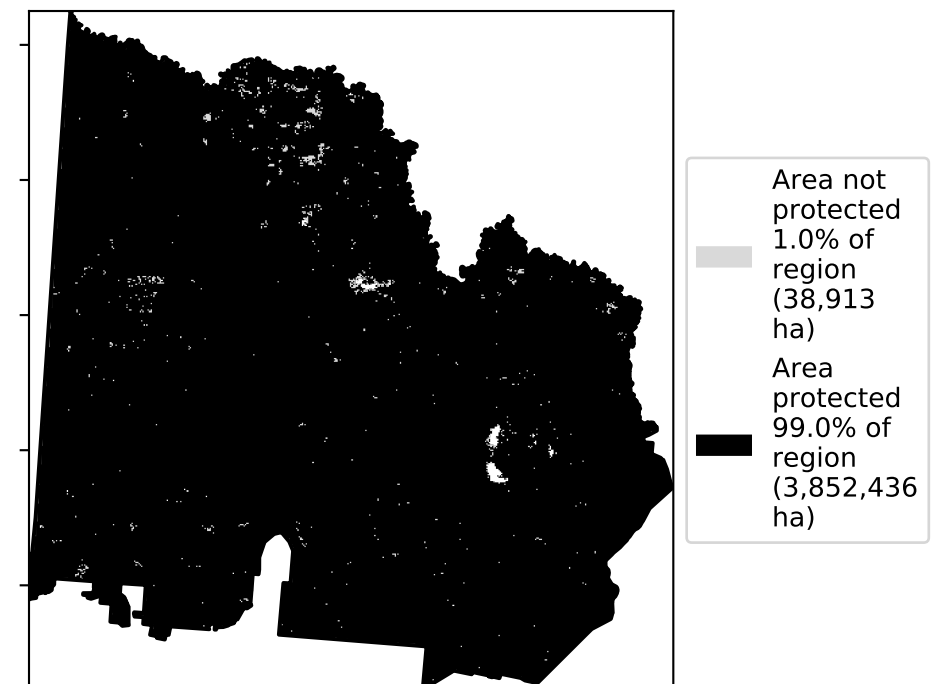 Area not
protected
1.0% of
region
(38,913
ha)
Area
protected
99.0% of
region
(3,852,436
ha)